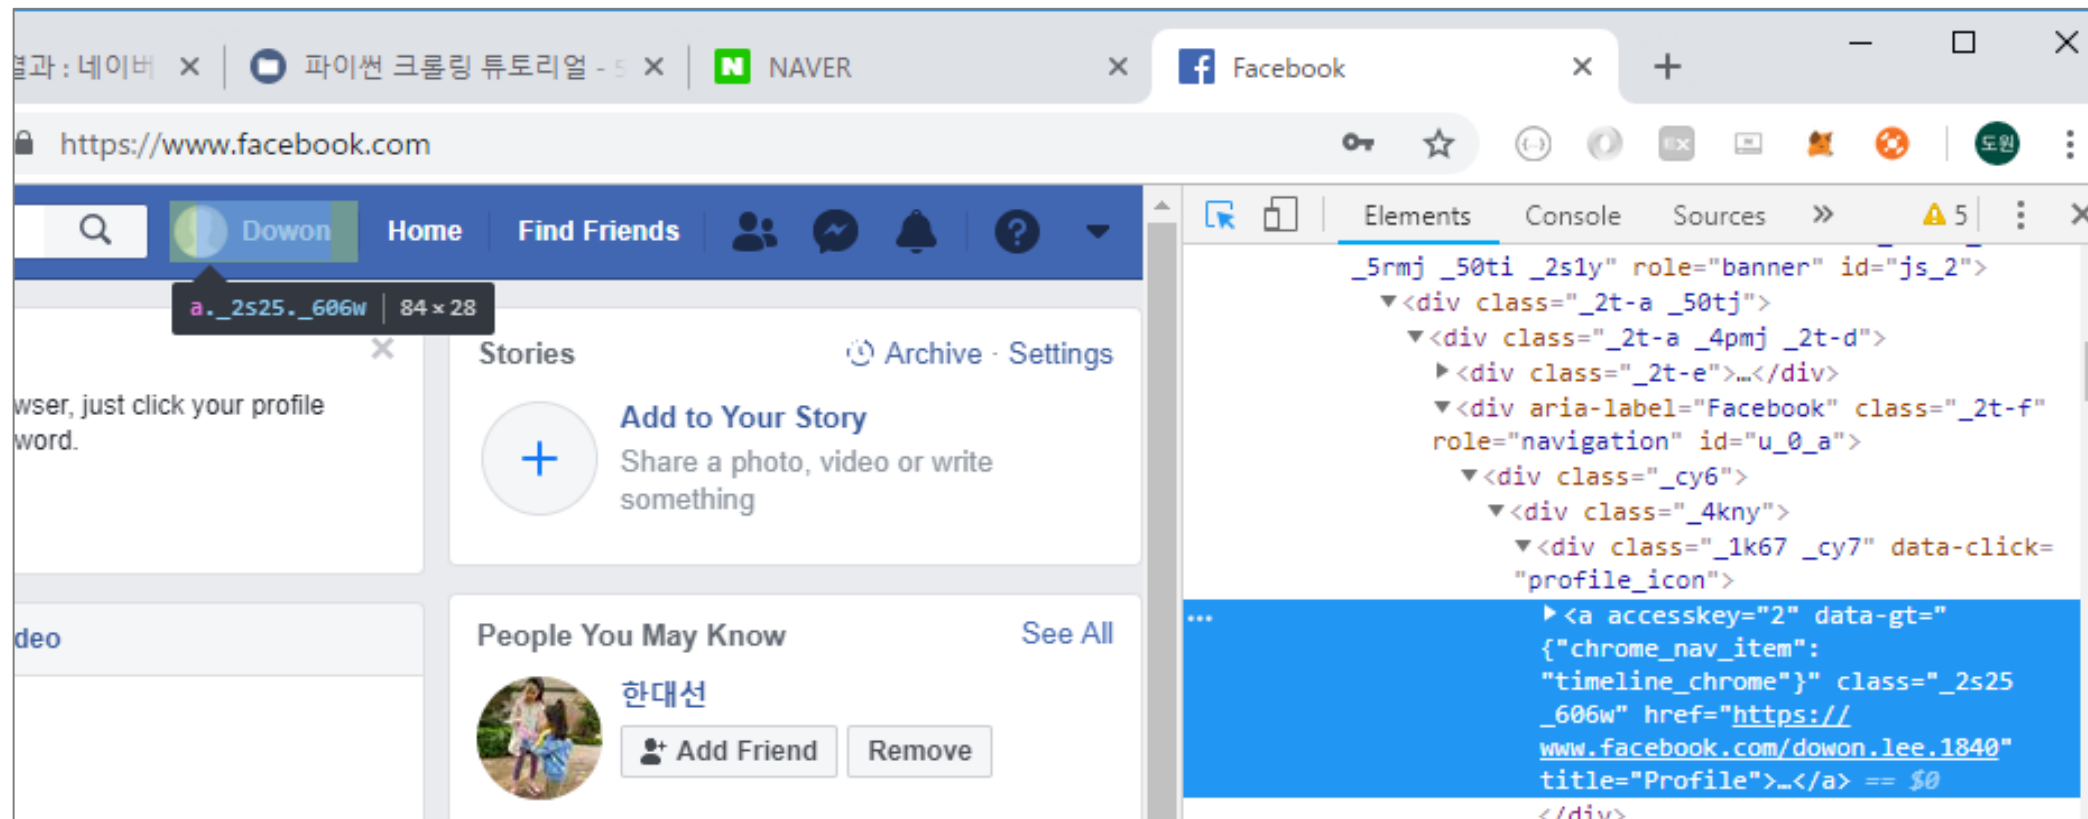 결과 : 네이버
파이썬 크롤링 튜토리얼 - 5
NAVER
Facebook
https://www.facebook.com
EX
도원
Dowon
Home
Find Friends
a._2s25._606w
84 × 28
wser, just click your profile
word.
deo
Stories
Archive · Settings
Add to Your Story
Share a photo, video or write
something
People You May Know
See All
한대선
Add Friend
Remove
Elements
Console
Sources
»
5
_5rmj _50ti _2s1y" role="banner" id="js_2">
▼<div class="_2t-a _50tj">
▼<div class="_2t-a _4pmj _2t-d">
▶<div class="_2t-e">…</div>
▼<div aria-label="Facebook" class="_2t-f"
role="navigation" id="u_0_a">
▼<div class="_cy6">
▼<div class="_4kny">
▼<div class="_1k67 _cy7" data-click=
"profile_icon">
▶<a accesskey="2" data-gt="
{"chrome_nav_item":
"timeline_chrome"}" class="_2s25
_606w" href="https://
www.facebook.com/dowon.lee.1840"
title="Profile">…</a> == $0
</div>